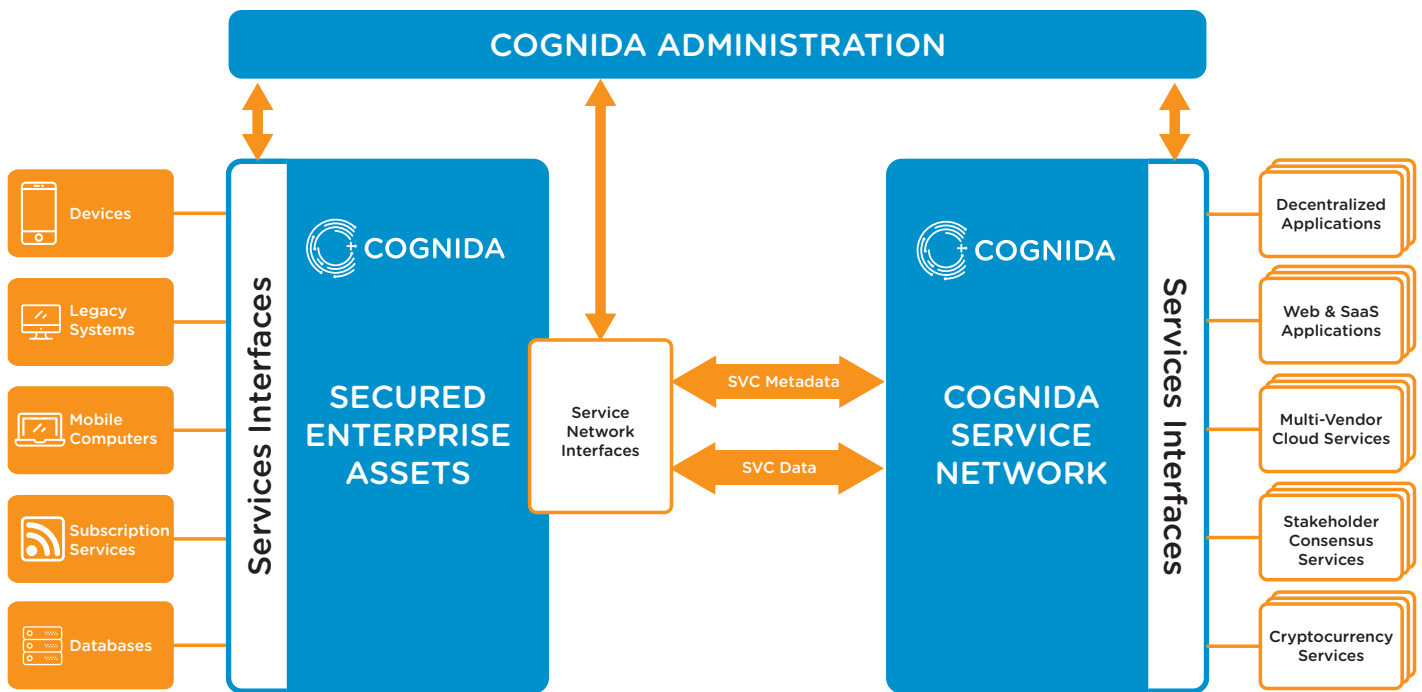 COGNIDA ADMINISTRATION
Devices
Legacy
Systems
Mobile
Computers
Subscription
Services
Databases
Services Interfaces
COGNIDA
SECURED
ENTERPRISE
ASSETS
Service
Network
Interfaces
SVC Metadata
SVC Data
COGNIDA
COGNIDA
SERVICE
NETWORK
Services Interfaces
Decentralized
Applications
Web & SaaS
Applications
Multi-Vendor
Cloud Services
Stakeholder
Consensus
Services
Cryptocurrency
Services